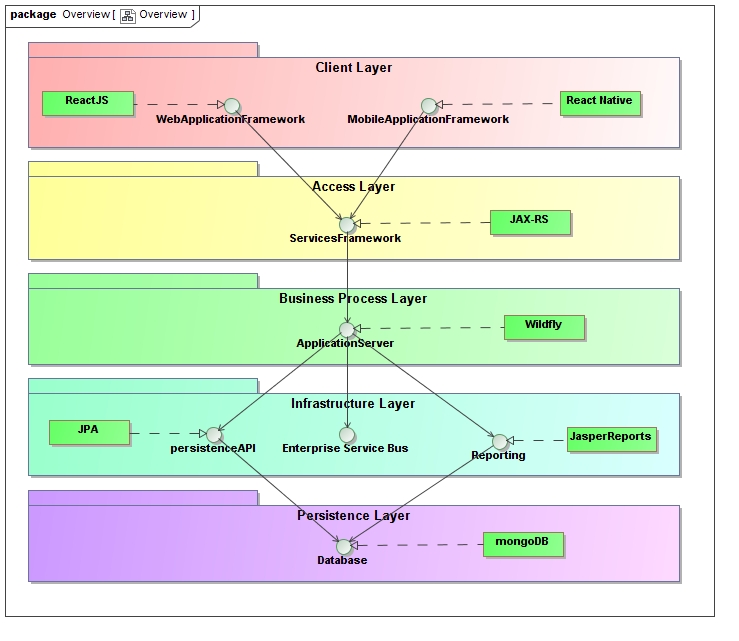 package Overview [ Overview ]
Client Layer
ReactJS
React Native
WebApplicationFramework
MobileApplicationFramework
Access Layer
JAX-RS
ServicesFramework
Business Process Layer
Wildfly
ApplicationServer
Infrastructure Layer
JPA
JasperReports
persistenceAPI
Enterprise Service Bus
Reporting
Persistence Layer
mongoDB
Database